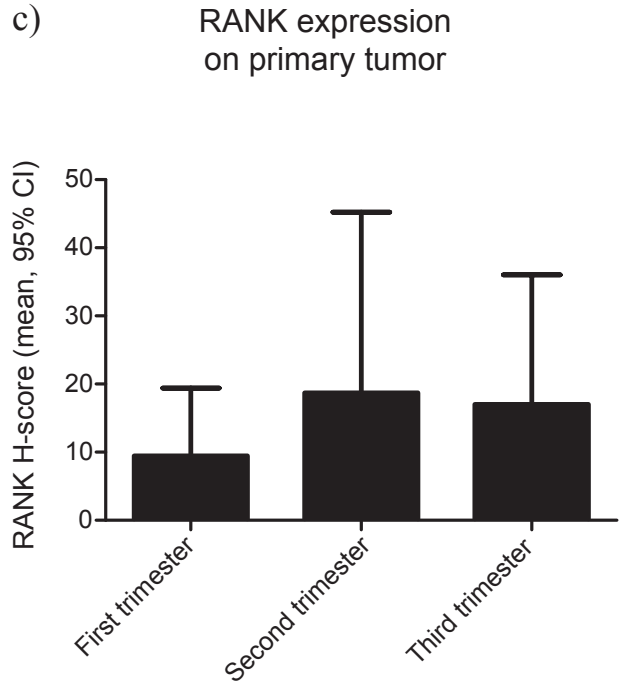 c)
RANK expression
on primary tumor
RANK H-score (mean, 95% CI)
50
40
30
20
10
0
First trimester
Second trimester
Third trimester